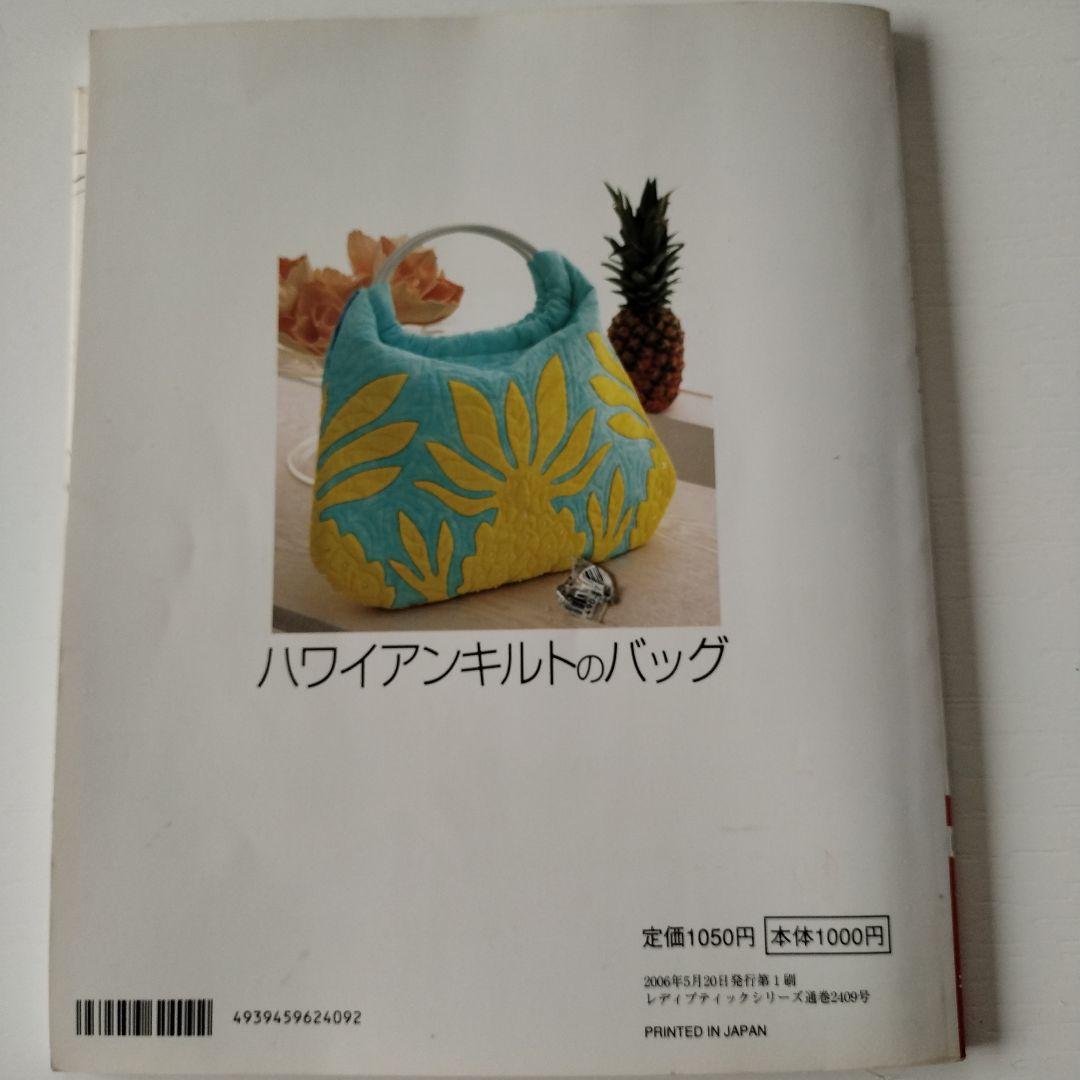 ハワイアンキルトのバッグ
定価1050円 本体1000円
2006年5月20日発行第1刷
レディブティックシリーズ通巻2409号
PRINTED IN JAPAN
4939459624092